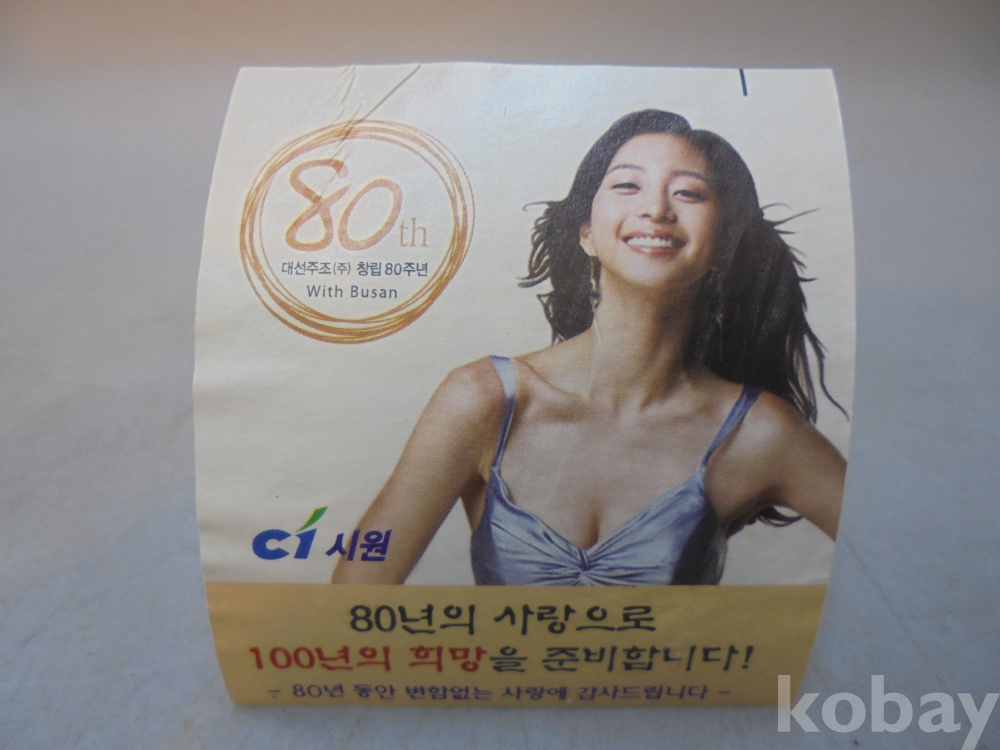 80th
대선주조(주) 창립 80주년
With Busan
C1 시원
80년의 사랑으로
100년의 희망을 준비합니다!
- 80년 동안 변함없는 사랑에 감사드립니다 -
kobay